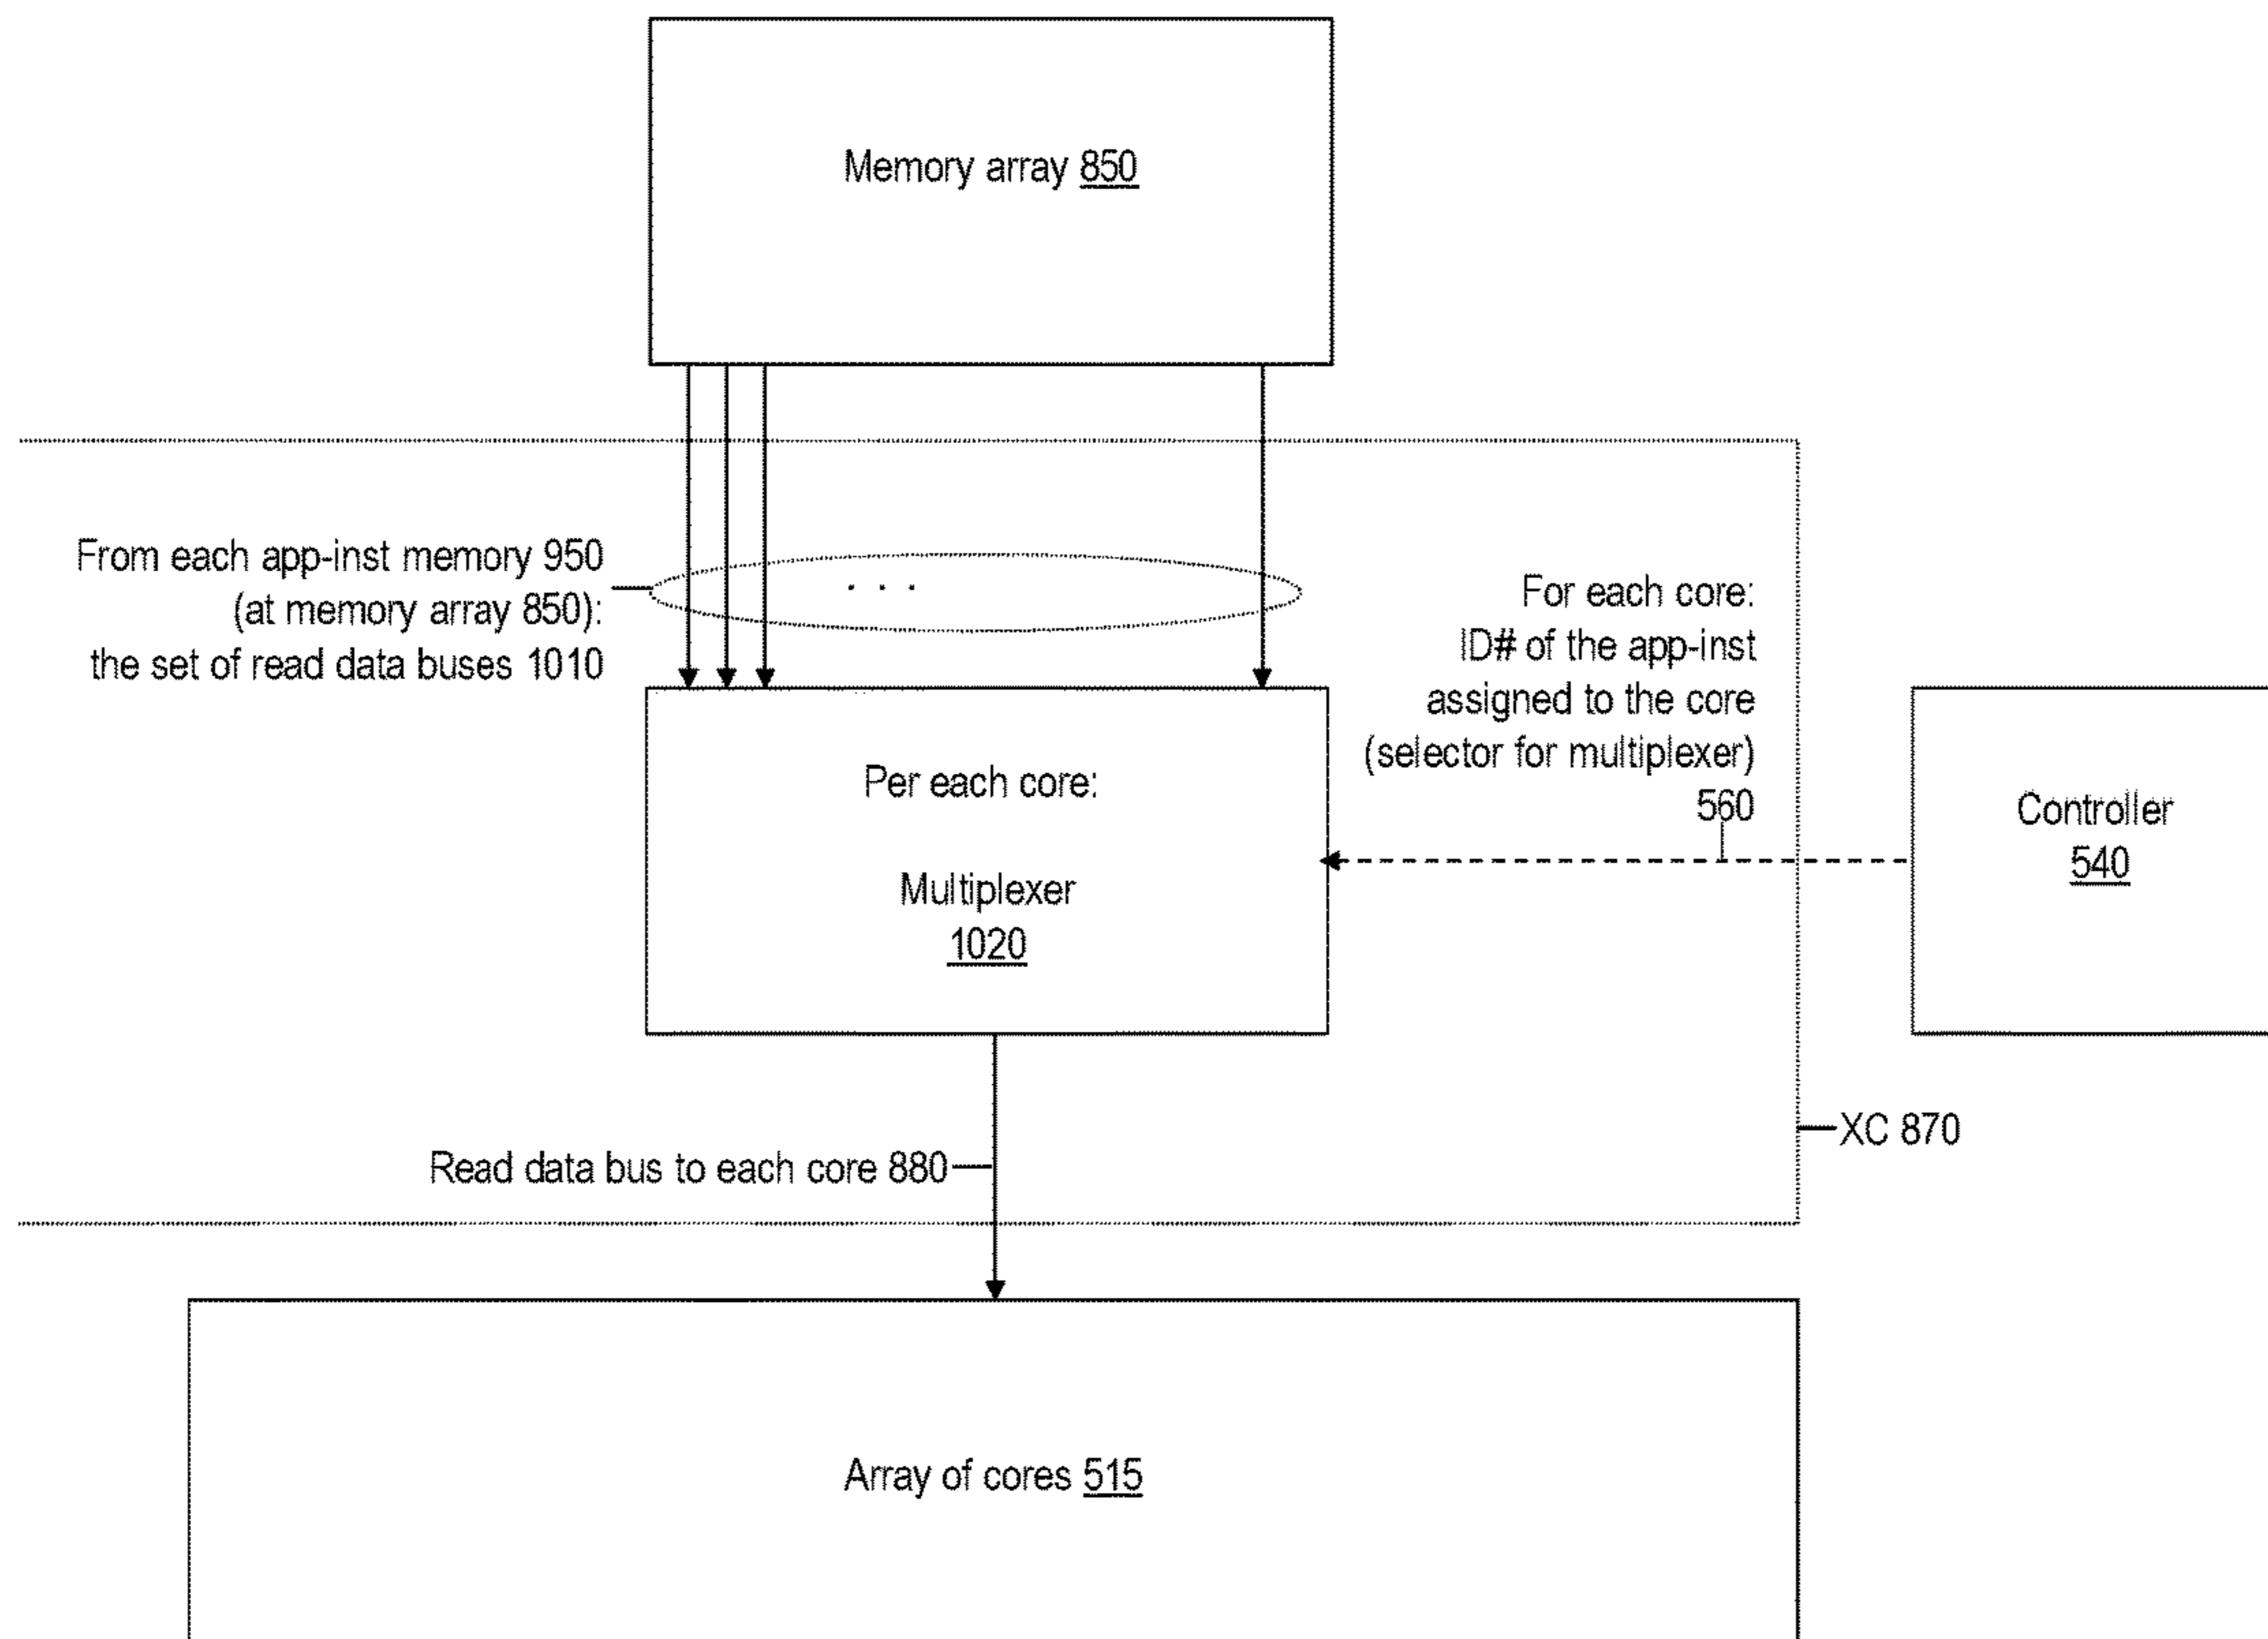 Memory array 850
From each app-inst memory 950
(at memory array 850):
the set of read data buses 1010
. . .
For each core:
ID# of the app-inst
assigned to the core
(selector for multiplexer)
560
Per each core:
Multiplexer
1020
Controller
540
XC 870
Read data bus to each core 880
Array of cores 515